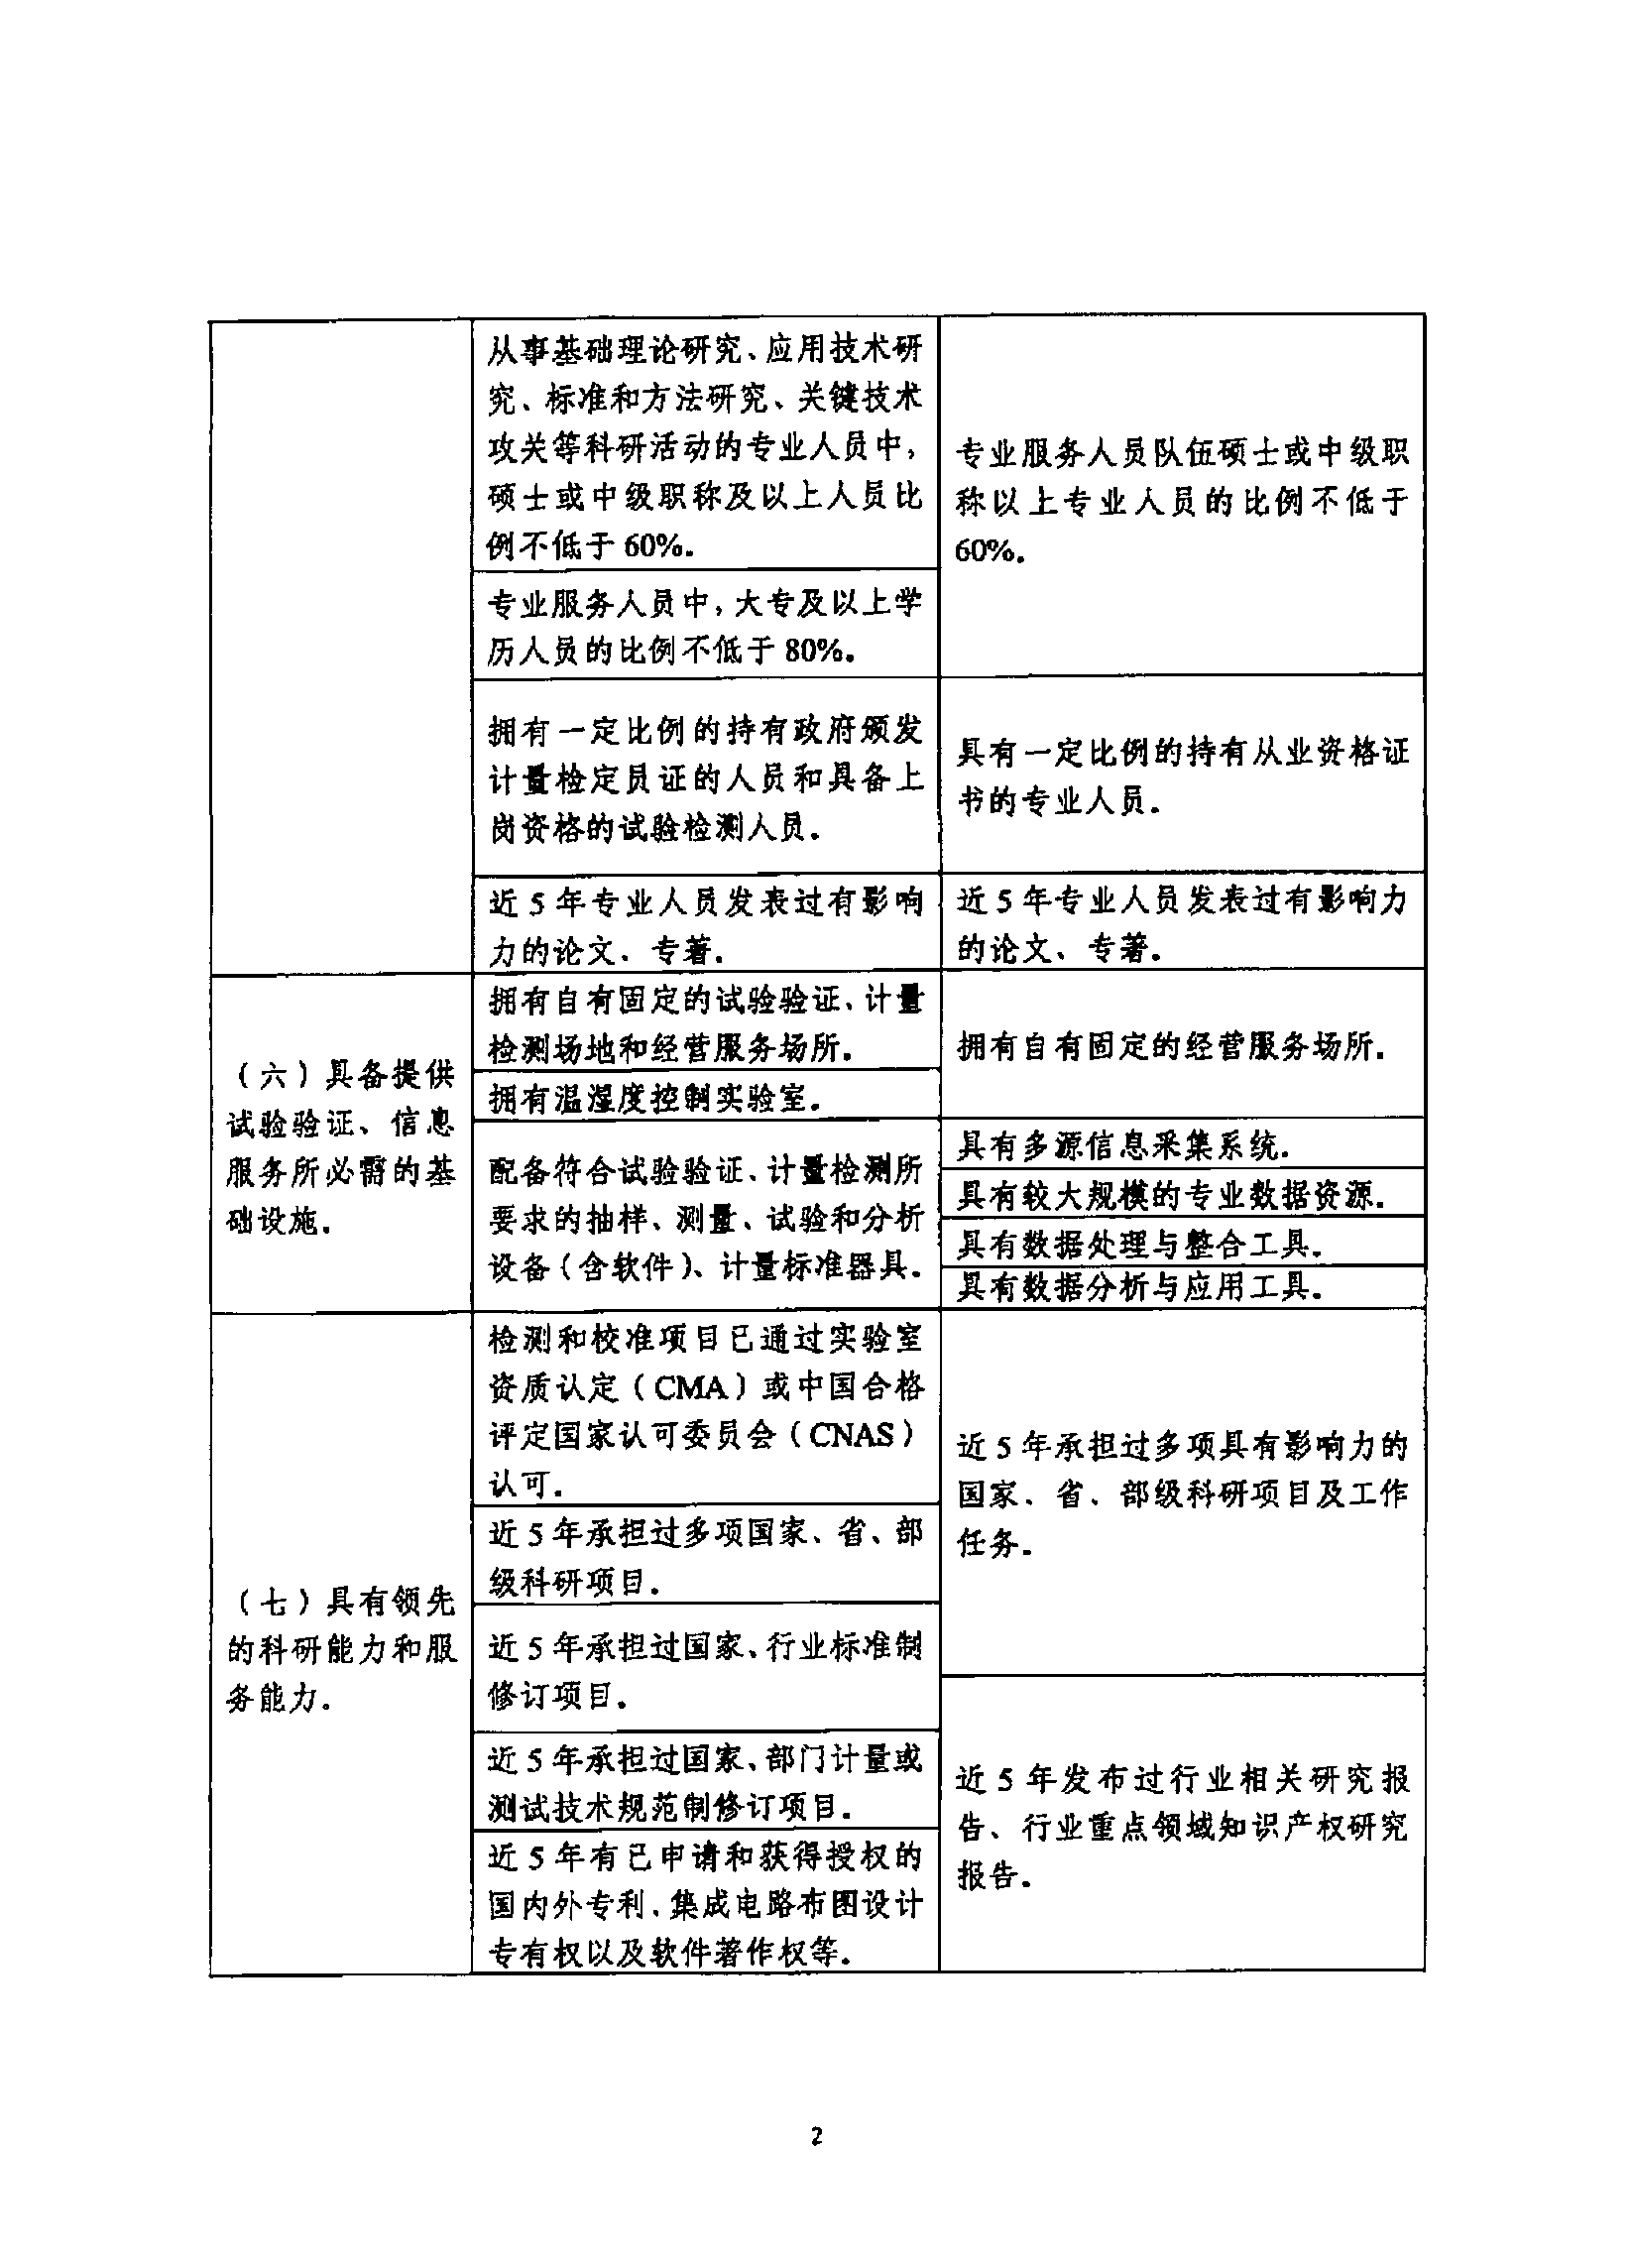 从事基础理论研究、应用技术研
究、标准和方法研究、关键技术
攻关等科研活动的专业人员中，
硕士或中级职称及以上人员比
例不低于 60%。
专业服务人员队伍硕士或中级职
称以上专业人员的比例不低于
60%。
专业服务人员中，大专及以上学
历人员的比例不低于 80%。
拥有一定比例的持有政府颁发
计量检定员证的人员和具备上
岗资格的试验检测人员。
具有一定比例的持有从业资格证
书的专业人员。
近 5 年专业人员发表过有影响
力的论文、专著。
近 5 年专业人员发表过有影响力
的论文、专著。
（六）具备提供
试验验证、信息
服务所必需的基
础设施。
拥有自有固定的试验验证、计量
检测场地和经营服务场所。
拥有温湿度控制实验室。
配备符合试验验证、计量检测所
要求的抽样、测量、试验和分析
设备（含软件）、计量标准器具。
拥有自有固定的经营服务场所。
具有多源信息采集系统。
具有较大规模的专业数据资源。
具有数据处理与整合工具。
具有数据分析与应用工具。
（七）具有领先
的科研能力和服
务能力。
检测和校准项目已通过实验室
资质认定（CMA）或中国合格
评定国家认可委员会（CNAS）
认可。
近 5 年承担过多项国家、省、部
级科研项目。
近 5 年承担过国家、行业标准制
修订项目。
近 5 年承担过国家、部门计量或
测试技术规范制修订项目。
近 5 年有已申请和获得授权的
国内外专利、集成电路布图设计
专有权以及软件著作权等。
近 5 年承担过多项具有影响力的
国家、省、部级科研项目及工作
任务。
近 5 年发布过行业相关研究报
告、行业重点领域知识产权研究
报告。
2